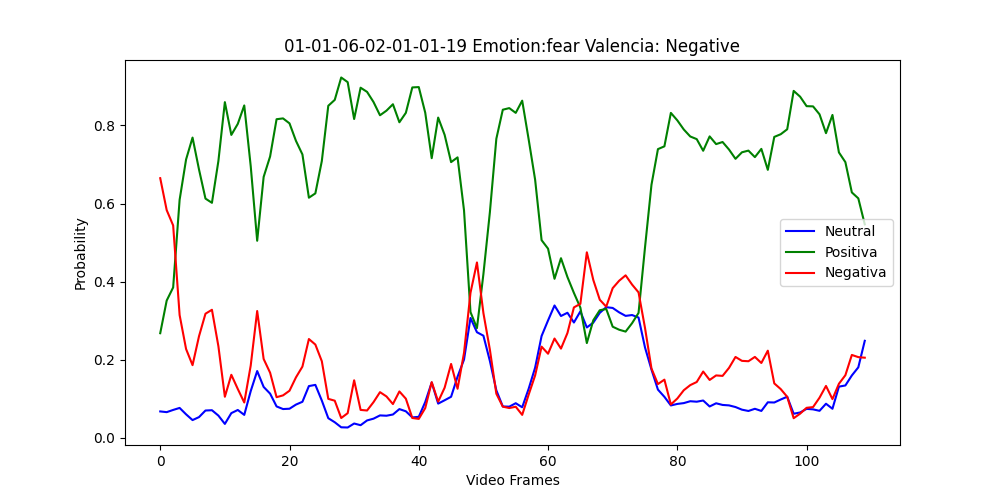 01-01-06-02-01-01-19 Emotion:fear Valencia: Negative
Probability
0.8
0.6
0.4
0.2
0.0
Neutral
Positiva
Negativa
0 20 40 60 80 100
Video Frames